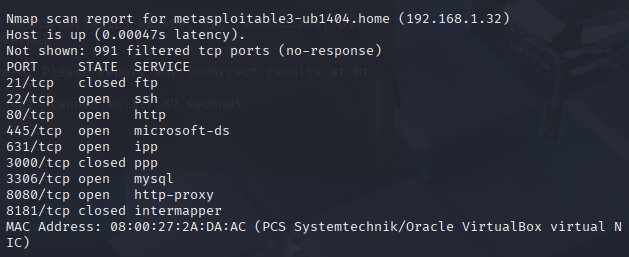 Nmap scan report for metasploitable3-ub1404.home (192.168.1.32)
Host is up (0.00047s latency).
Not shown: 991 filtered tcp ports (no-response)
PORT     STATE  SERVICE
21/tcp   closed ftp
22/tcp   open   ssh
80/tcp   open   http
445/tcp  open   microsoft-ds
631/tcp  open   ipp
3000/tcp closed ppp
3306/tcp open   mysql
8080/tcp open   http-proxy
8181/tcp closed intermapper
MAC Address: 08:00:27:2A:DA:AC (PCS Systemtechnik/Oracle VirtualBox virtual N
IC)